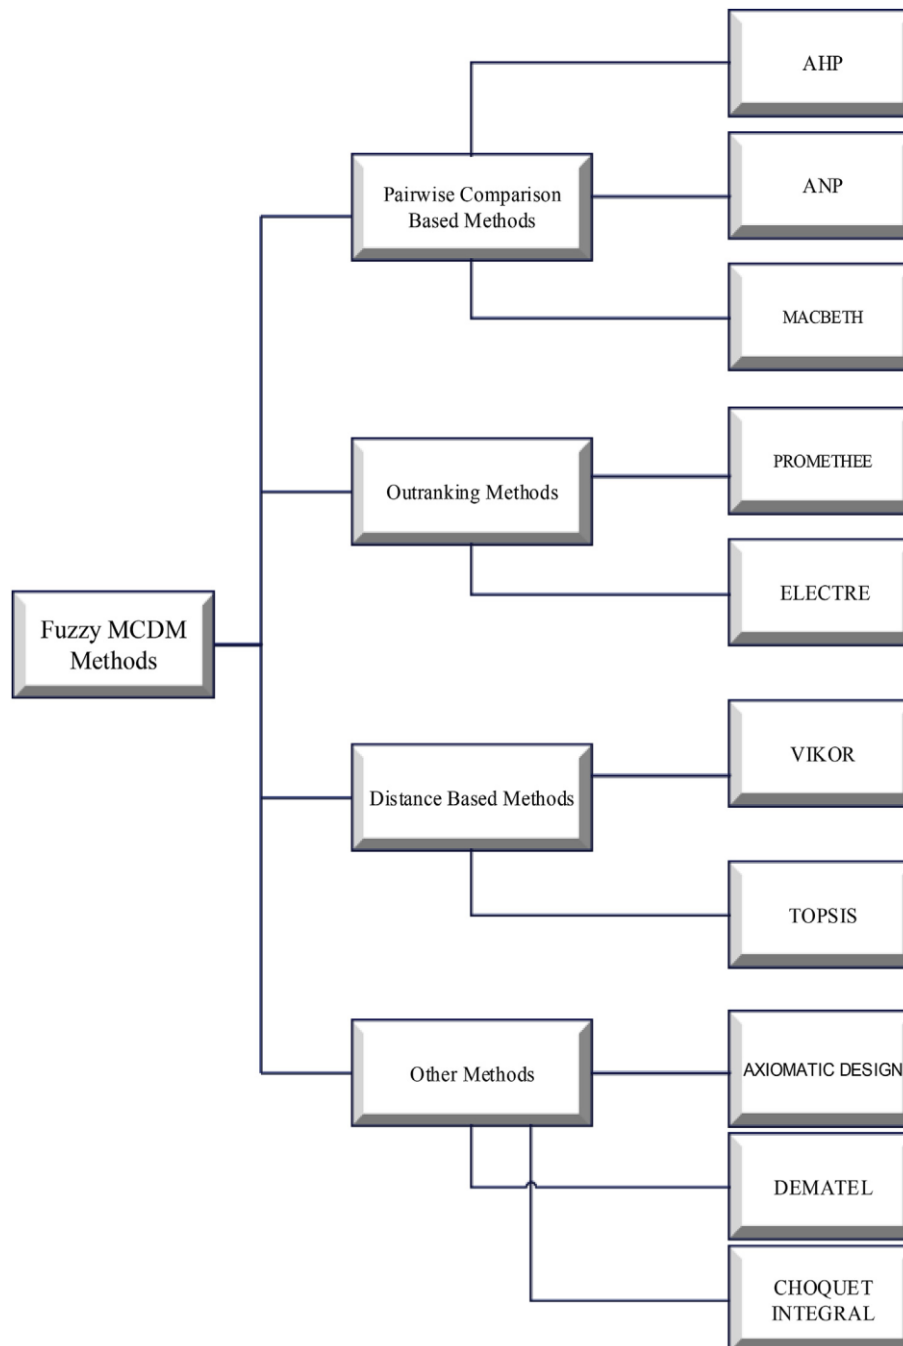 AHP
Pairwise Comparison
Based Methods
ANP
MACBETH
PROMETHEE
Outranking Methods
ELECTRE
Fuzzy MCDM
Methods
VIKOR
Distance Based Methods
TOPSIS
Other Methods
AXIOMATIC DESIGN
DEMATEL
CHOQUET
INTEGRAL